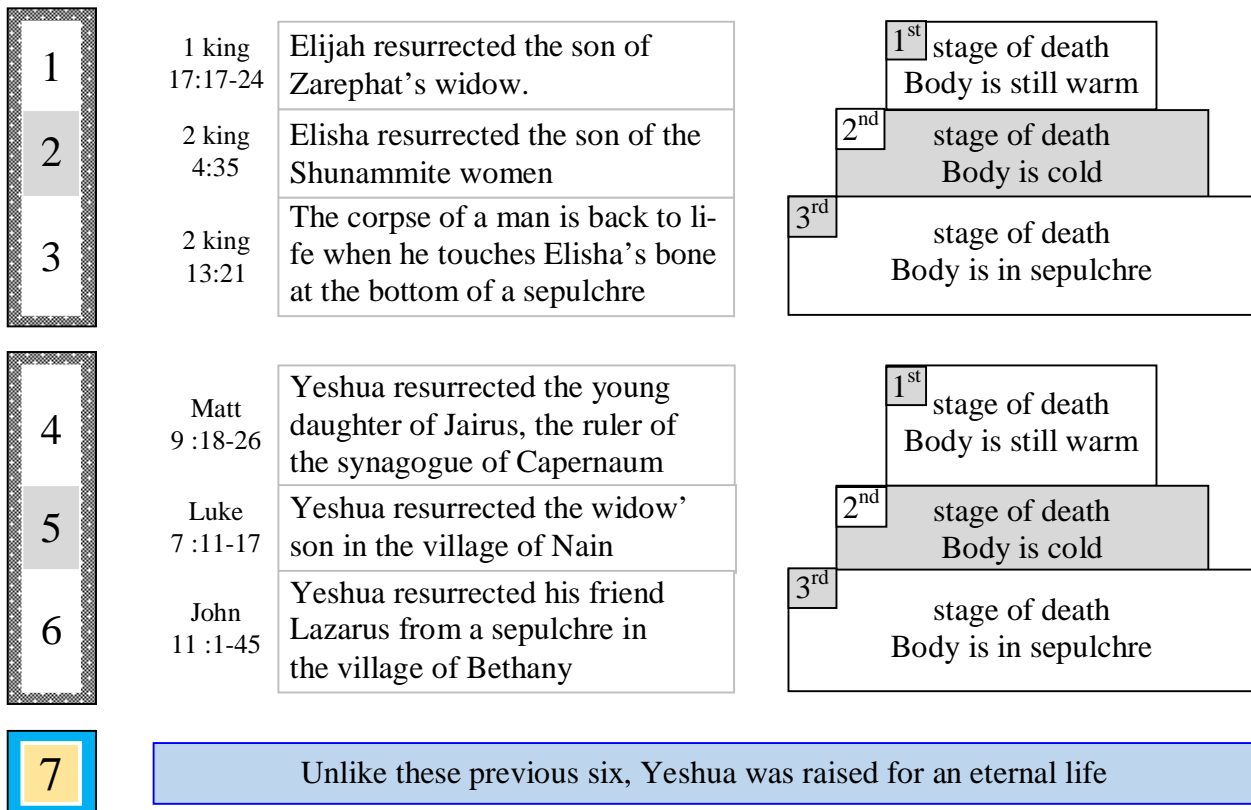 1
1 king
17:17-24
Elijah resurrected the son of
Zarephat’s widow.
1st stage of death
Body is still warm
2
2 king
4:35
Elisha resurrected the son of the
Shunammite women
2nd stage of death
Body is cold
3
2 king
13:21
The corpse of a man is back to li-
fe when he touches Elisha’s bone
at the bottom of a sepulchre
3rd stage of death
Body is in sepulchre
4
Matt
9 :18-26
Yeshua resurrected the young
daughter of Jairus, the ruler of
the synagogue of Capernaum
1st stage of death
Body is still warm
5
Luke
7 :11-17
Yeshua resurrected the widow’
son in the village of Nain
2nd stage of death
Body is cold
6
John
11 :1-45
Yeshua resurrected his friend
Lazarus from a sepulchre in
the village of Bethany
3rd stage of death
Body is in sepulchre
7
Unlike these previous six, Yeshua was raised for an eternal life